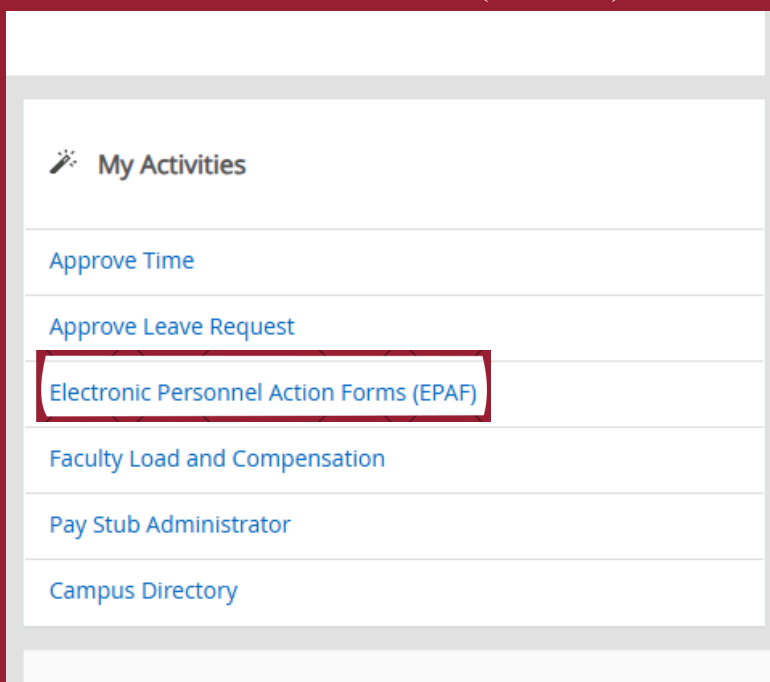 My Activities
Approve Time
Approve Leave Request
Electronic Personnel Action Forms (EPAF)
Faculty Load and Compensation
Pay Stub Administrator
Campus Directory